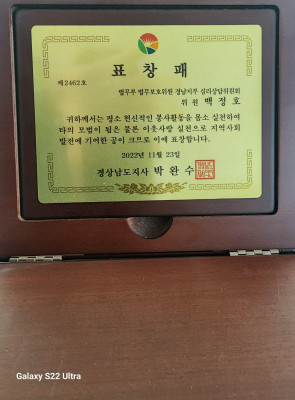 표창패
제2462호
법무부 법무보호위원 경남지부 심리상담위원회
위원 백정호
귀하께서는 평소 헌신적인 봉사활동을 몸소 실천하여
타의 모범이 됨은 물론 이웃사랑 실천으로 지역사회
발전에 기여한 공이 크므로 이에 표창합니다.
2022년 11월 23일
경상남도지사 박완수
Galaxy S22 Ultra